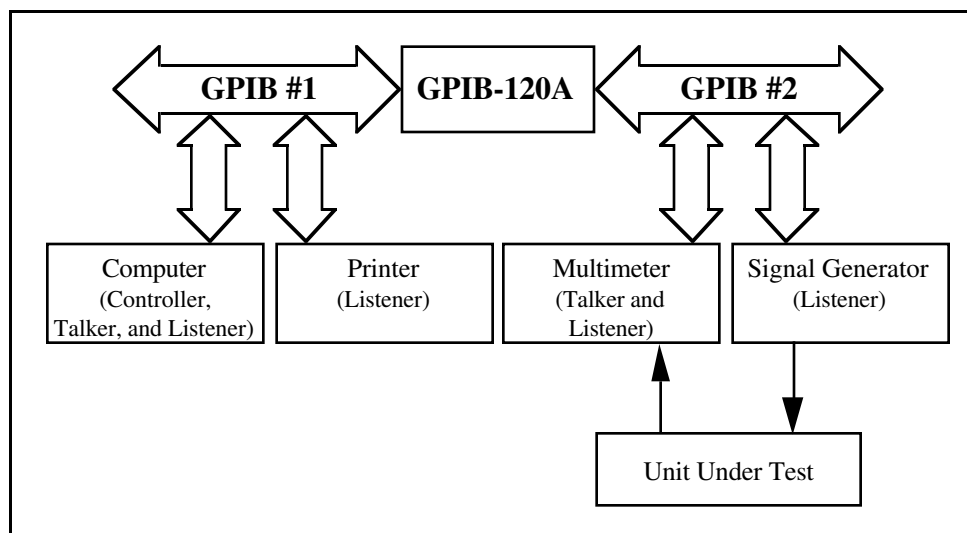 GPIB #1
GPIB-120A
GPIB #2
Computer
(Controller,
Talker, and Listener)
Printer
(Listener)
Multimeter
(Talker and
Listener)
Signal Generator
(Listener)
Unit Under Test